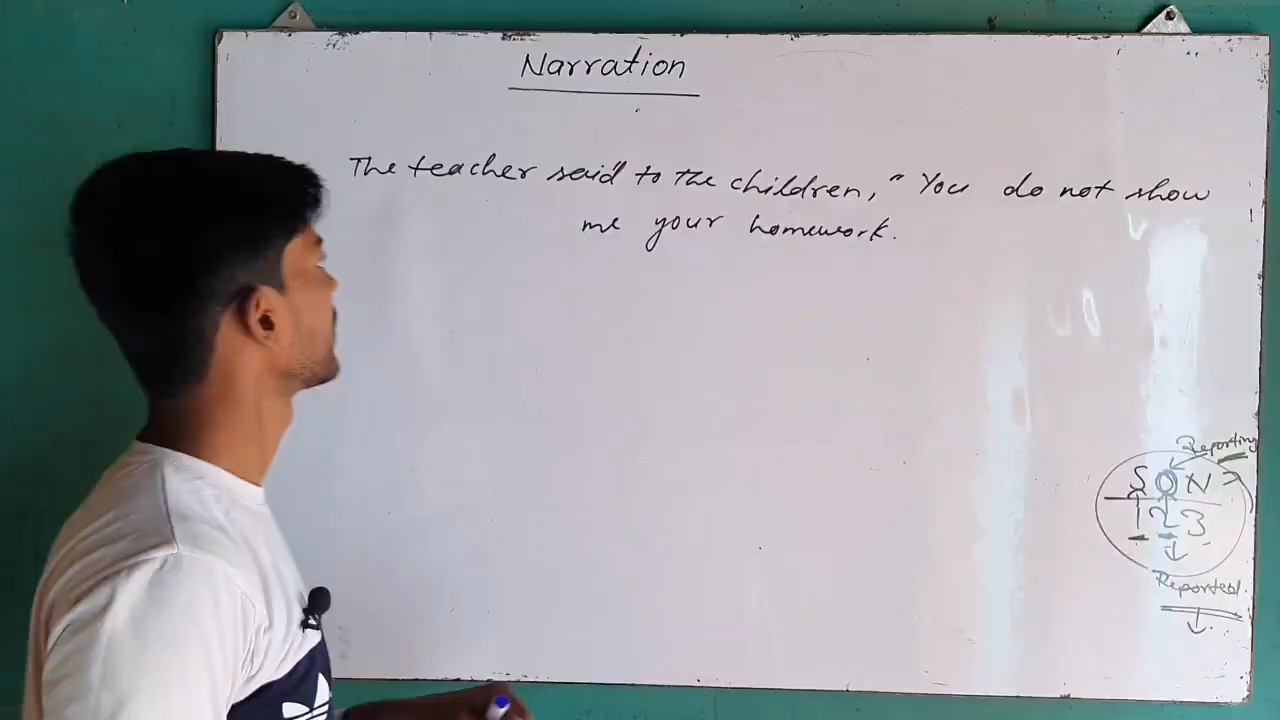 Narration
The teacher said to the children, " You do not show
me your homework.
Reporting
S O N
1 2 3
Reported.